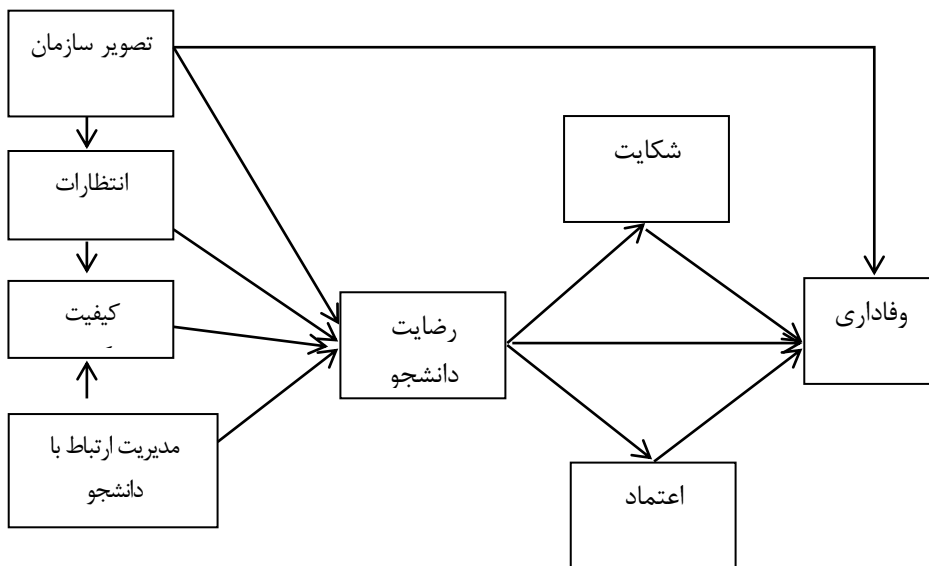 تصویر سازمان
انتظارات
کیفیت
مدیریت ارتباط با
دانشجو
رضایت
دانشجو
شکایت
اعتماد
وفاداری